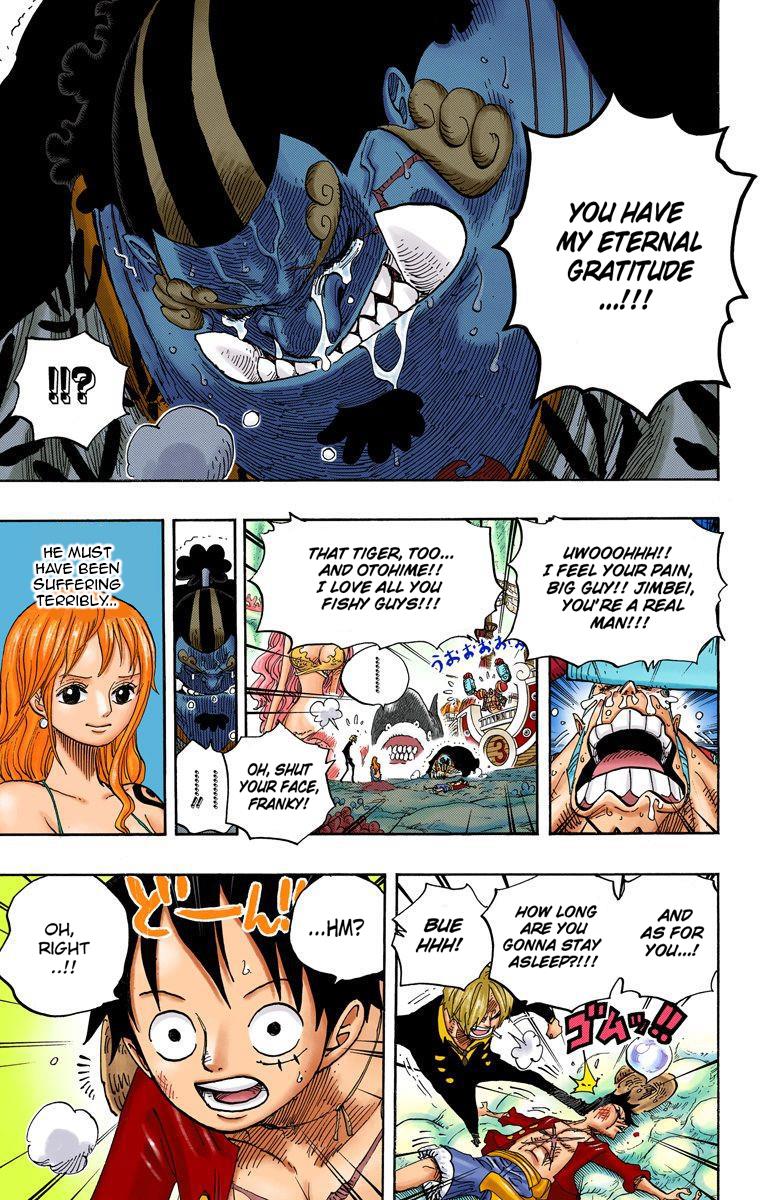 YOU HAVE
MY ETERNAL
GRATITUDE
...!!!
!!?
UWOOOHHH!!
I FEEL YOUR PAIN,
BIG GUY!! JIMBEI,
YOU'RE A REAL
MAN!!!
THAT TIGER, TOO...
AND OTOHIME!!
I LOVE ALL YOU
FISHY GUYS!!!
うおおおお〜
3
OH, SHUT
YOUR FACE,
FRANKY!
HE MUST
HAVE BEEN
SUFFERING
TERRIBLY...
AND
AS FOR
YOU...!
HOW LONG
ARE YOU
GONNA STAY
ASLEEP?!!!
BUE
HHH!
ゴムッ!!
...HM?
どーん!!
OH,
RIGHT
..!!